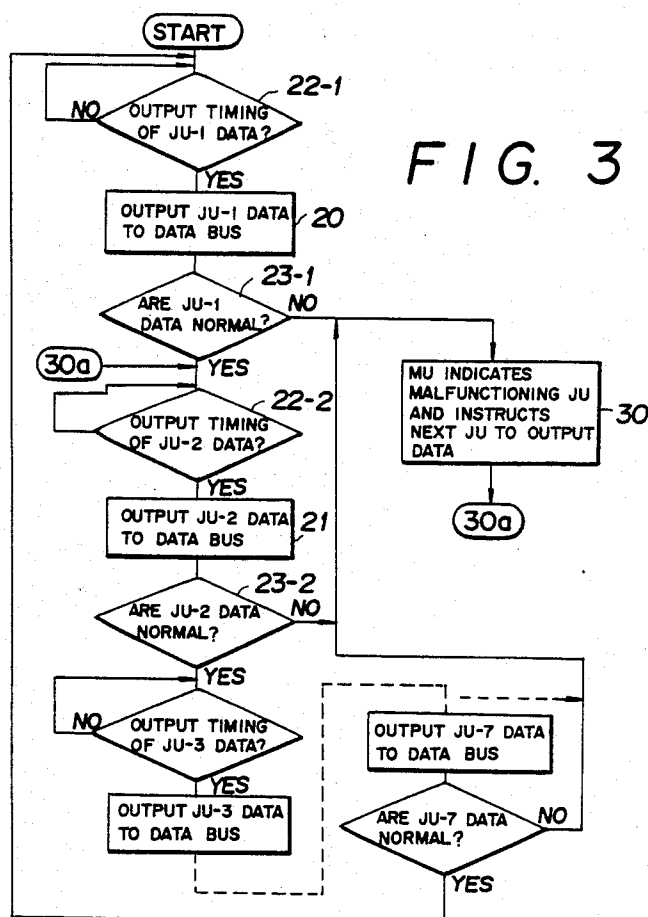 START
22-1
NO
OUTPUT TIMING
OF JU-1 DATA?
FIG. 3
YES
OUTPUT JU-1 DATA
TO DATA BUS
20
23-1
ARE JU-1
DATA NORMAL?
NO
30a
YES
MU INDICATES
MALFUNCTIONING JU
AND INSTRUCTS
NEXT JU TO OUTPUT
DATA
30
22-2
OUTPUT TIMING
OF JU-2 DATA?
YES
30a
OUTPUT JU-2 DATA
TO DATA BUS
21
23-2
ARE JU-2 DATA
NORMAL?
NO
YES
NO
OUTPUT TIMING
OF JU-3 DATA?
OUTPUT JU-7 DATA
TO DATA BUS
YES
OUTPUT JU-3 DATA
TO DATA BUS
ARE JU-7 DATA
NORMAL?
NO
YES